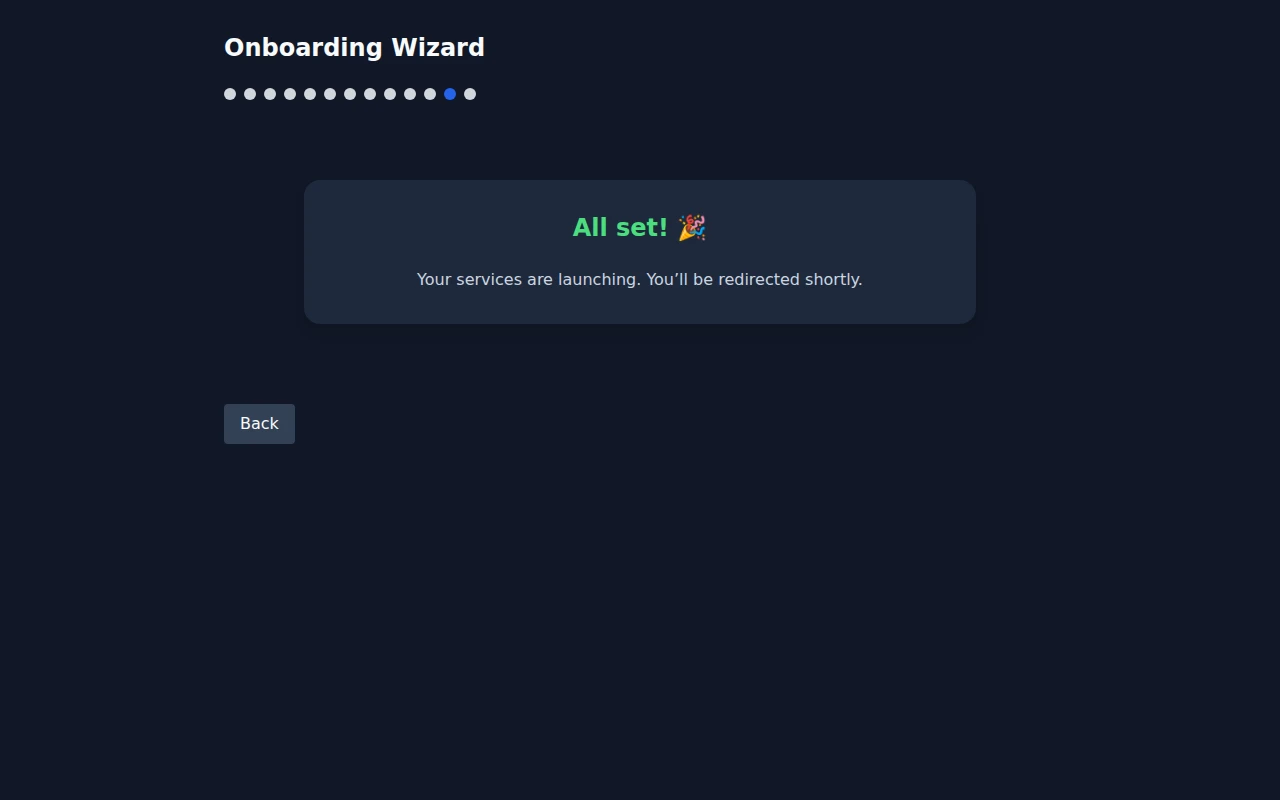 Onboarding Wizard
All set! 🎉
Your services are launching. You’ll be redirected shortly.
Back